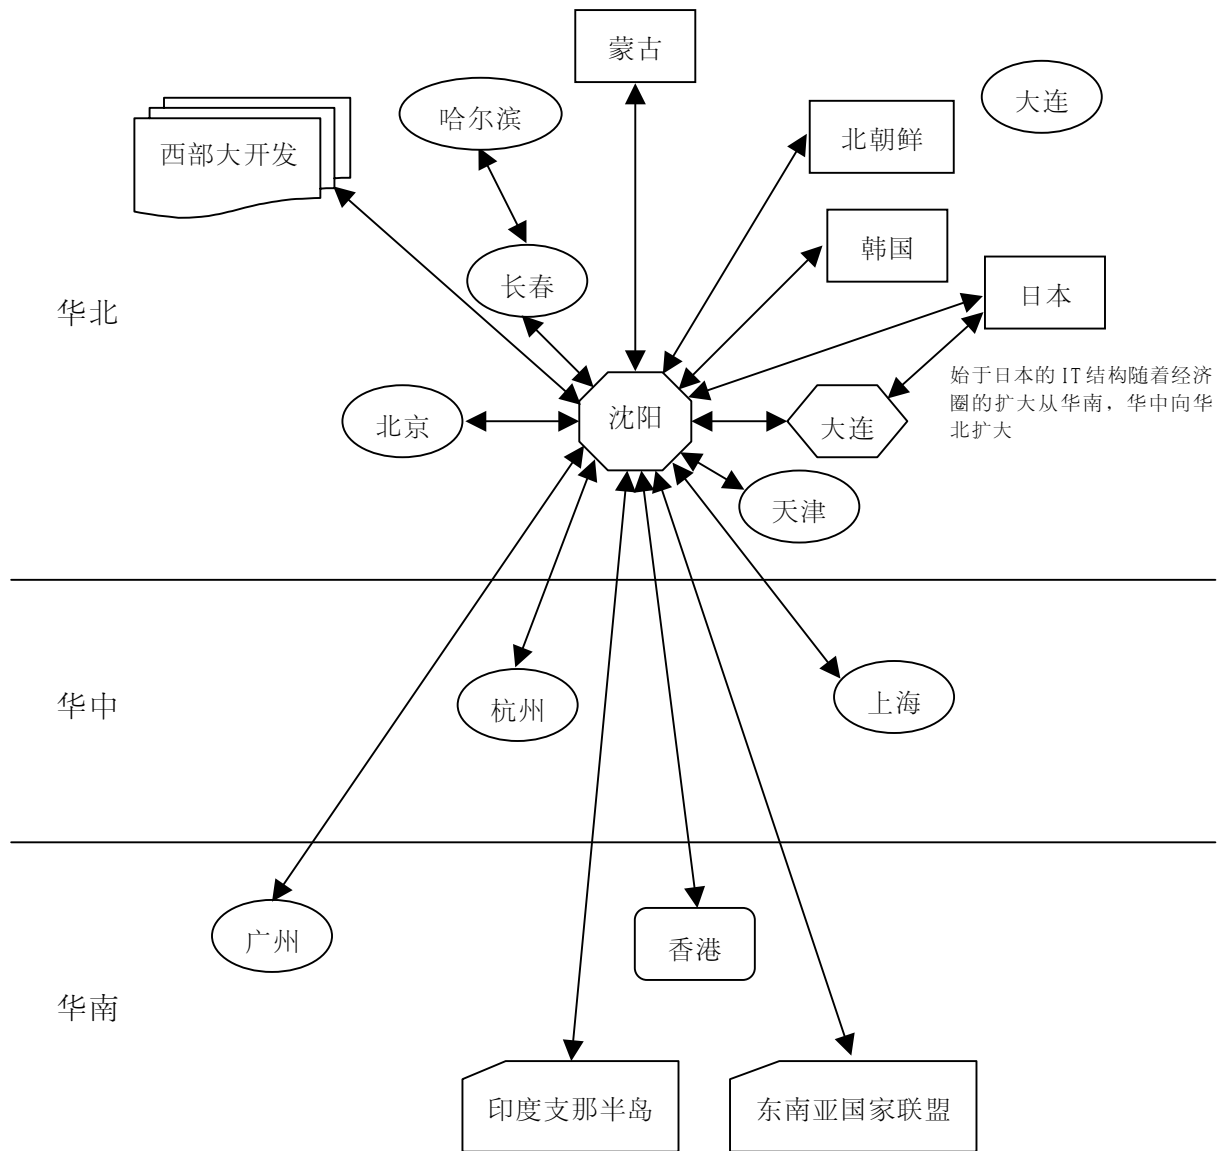 蒙古
大连
哈尔滨
北朝鲜
西部大开发
韩国
长春
日本
华北
始于日本的 IT 结构随着经济
圈的扩大从华南，华中向华
北扩大
北京
沈阳
大连
天津
华中
杭州
上海
广州
香港
华南
印度支那半岛
东南亚国家联盟